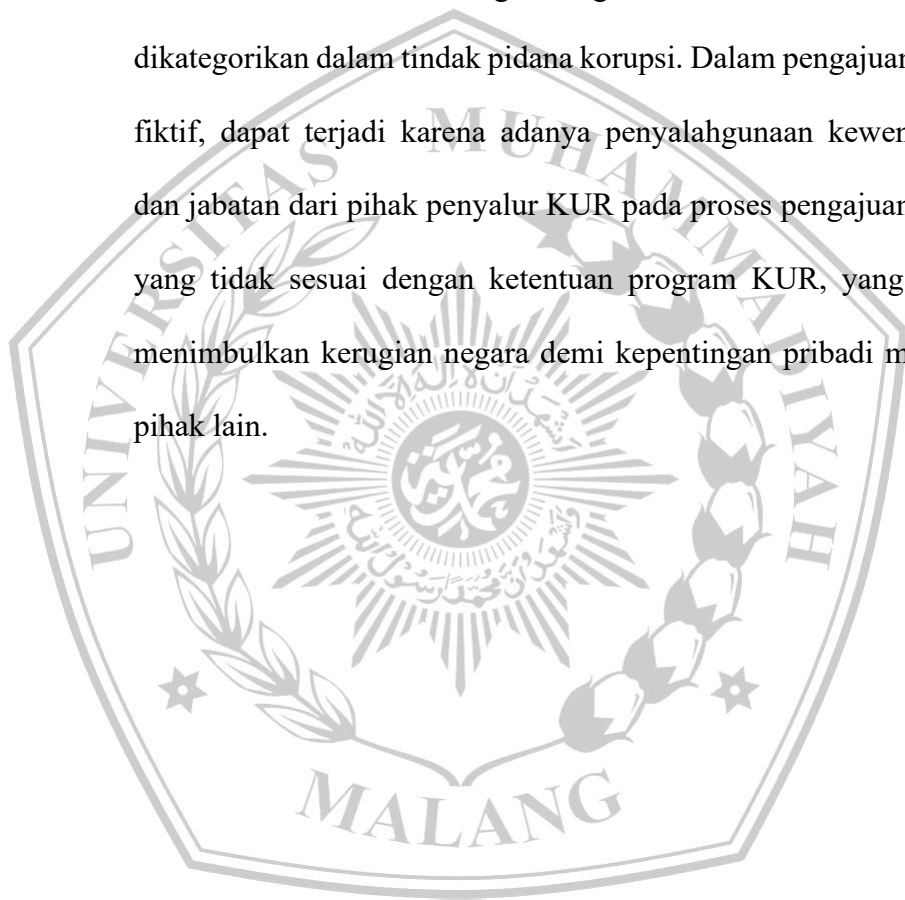 dikategorikan dalam tindak pidana korupsi. Dalam pengajuan
fiktif, dapat terjadi karena adanya penyalahgunaan
dan jabatan dari pihak penyalur KUR pada proses pengajuan
yang tidak sesuai dengan ketentuan program KUR, yang
menimbulkan kerugian negara demi kepentingan pribadi
pihak lain.
UNIVERSITAS MUHAMMADIYAH
MALANG